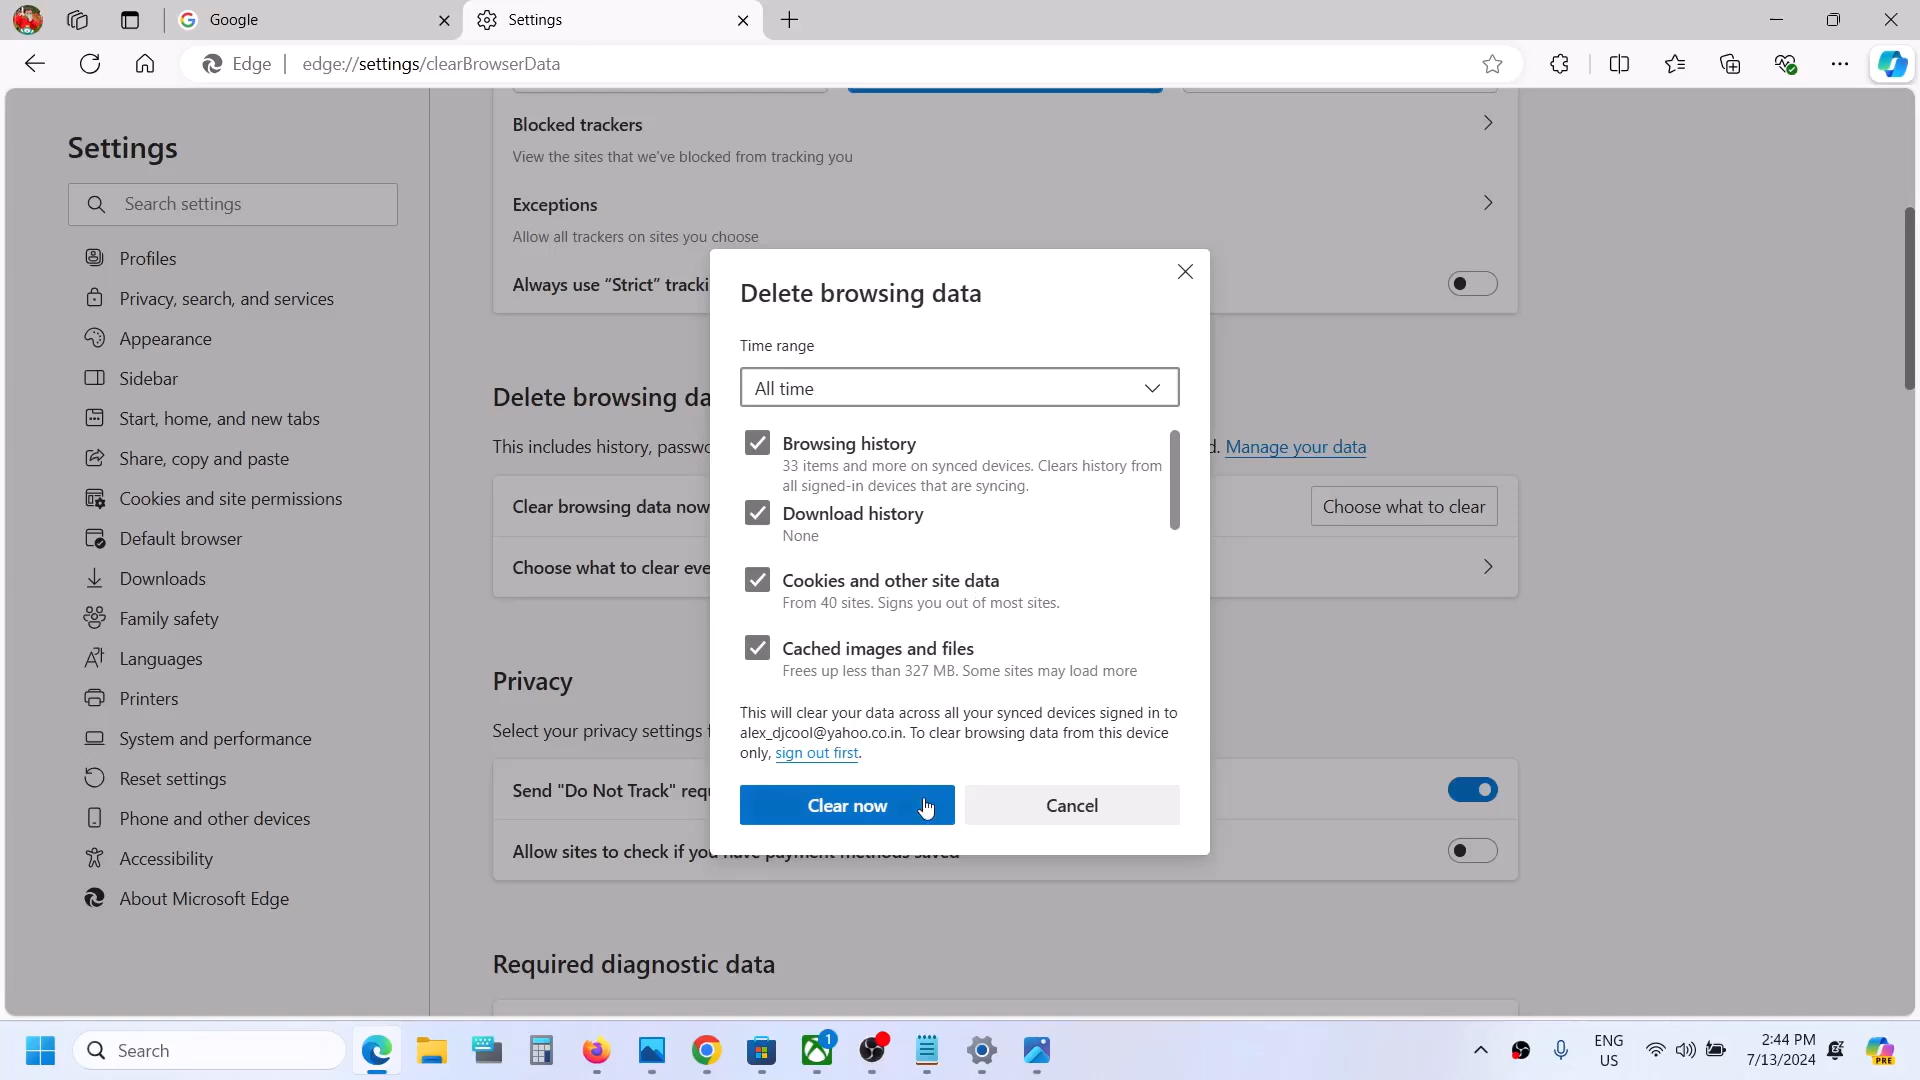 Google
Settings
Edge
edge://settings/clearBrowserData
Settings
Search settings
Profiles
Privacy, search, and services
Appearance
Sidebar
Start, home, and new tabs
Share, copy and paste
Cookies and site permissions
Default browser
Downloads
Family safety
Languages
Printers
System and performance
Reset settings
Phone and other devices
Accessibility
About Microsoft Edge
Blocked trackers
View the sites that we've blocked from tracking you
Exceptions
Allow all trackers on sites you choose
Always use “Strict” tracki
Delete browsing da
This includes history, passwo
d. Manage your data
Clear browsing data now
Choose what to clear
Choose what to clear eve
Privacy
Select your privacy settings f
Send "Do Not Track" requ
Allow sites to check if you have payment methods saved
Required diagnostic data
Delete browsing data
Time range
All time
Browsing history
33 items and more on synced devices. Clears history from
all signed-in devices that are syncing.
Download history
None
Cookies and other site data
From 40 sites. Signs you out of most sites.
Cached images and files
Frees up less than 327 MB. Some sites may load more
This will clear your data across all your synced devices signed in to
alex_djcool@yahoo.co.in. To clear browsing data from this device
only, sign out first.
Clear now
Cancel
Search
1
ENG
US
2:44 PM
7/13/2024
PRE